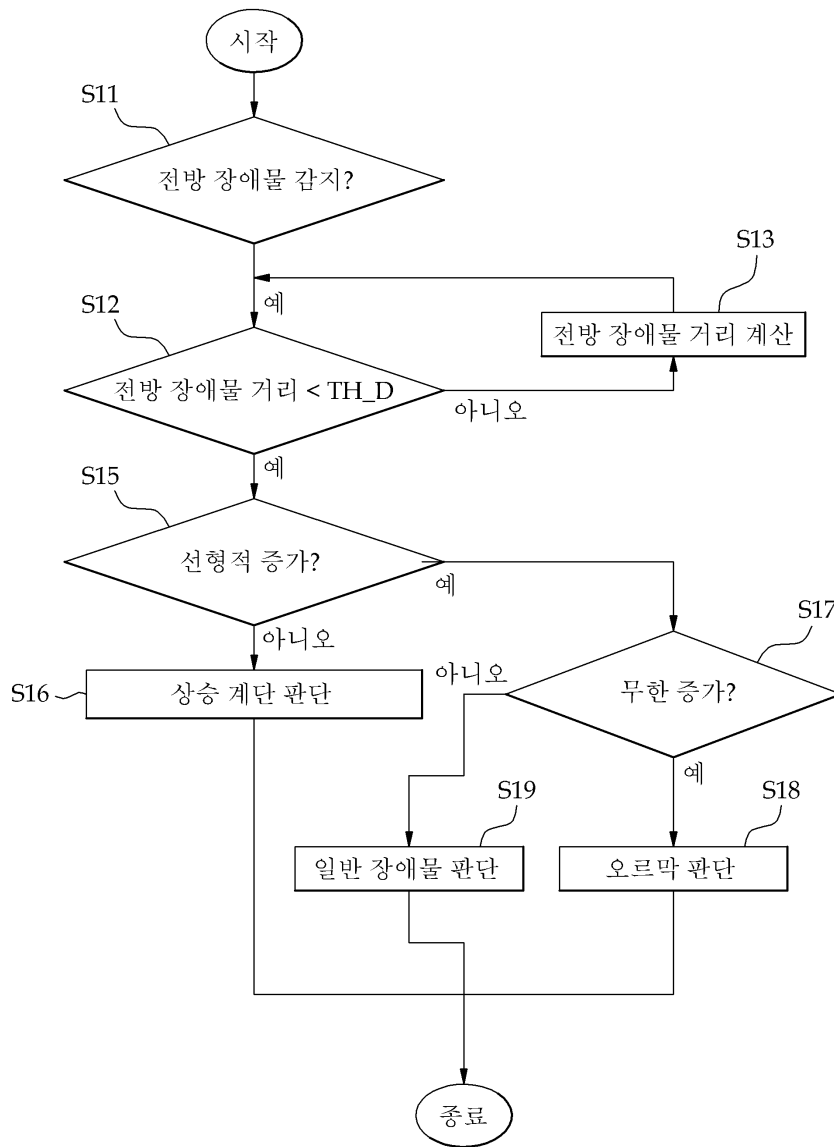 시작
S11
전방 장애물 감지?
S13
예
S12
전방 장애물 거리 계산
전방 장애물 거리 < TH_D
아니오
예
S15
선형적 증가?
예
S17
아니오
아니오
S16
상승 계단 판단
무한 증가?
예
S19
S18
일반 장애물 판단
오르막 판단
종료